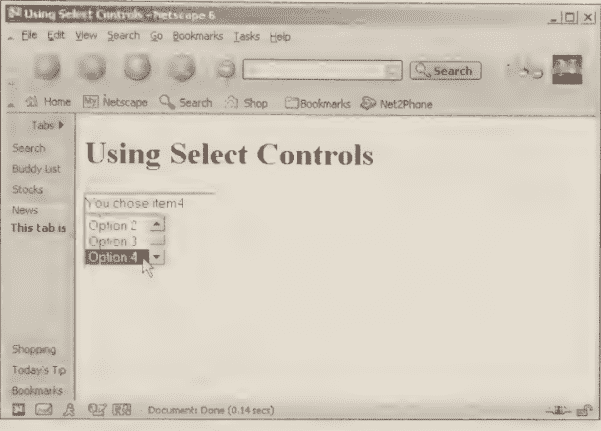 Using Select Controls - Netscape 6
File Edit View Search Go Bookmarks Tasks Help
Search
Home My Netscape Search Shop Bookmarks Net2Phone
Tabs
Search
Buddy List
Stocks
News
This tab is
Using Select Controls
You chose item4
Option 2
Option 3
Option 4
Shopping
Today's Tip
Bookmarks
Document: Done (0.14 secs)